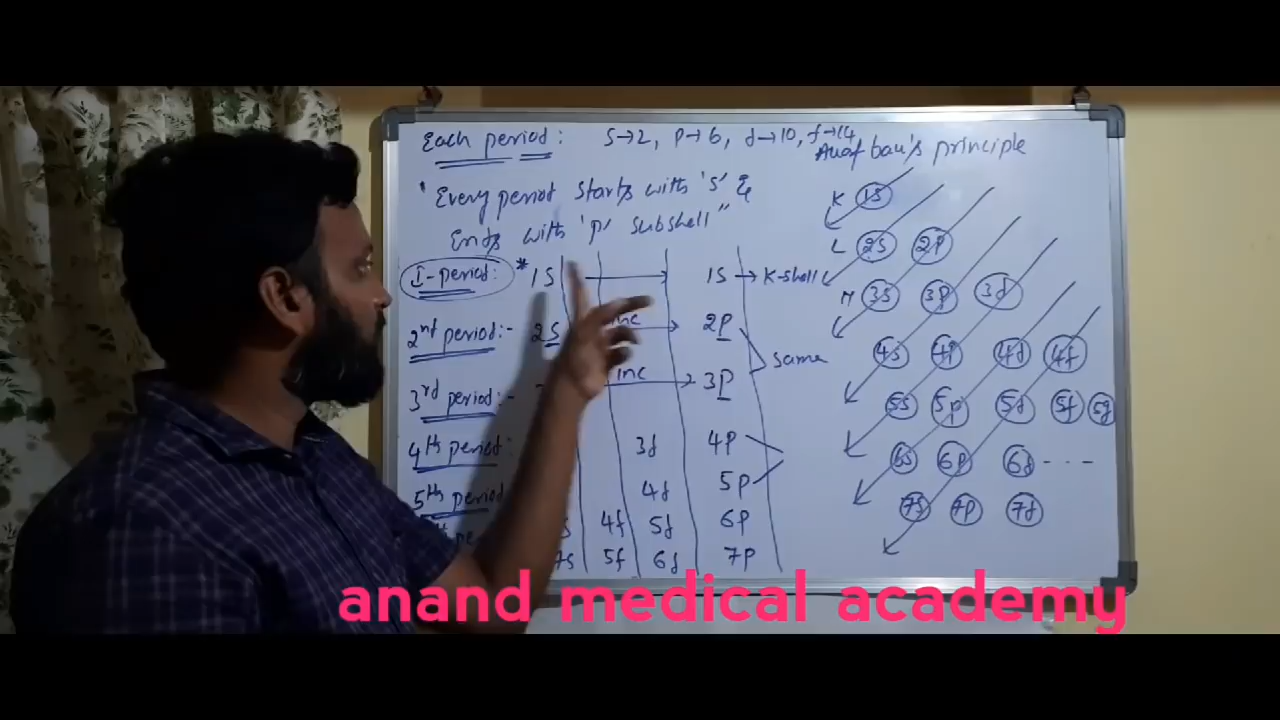 Each period: S→2, P→6, d→10, f→14
Auaf bau's principle
'Every period starts with 's' &
Ends with 'p' subshell"
I-period: * 1S → 1S → K-shell
2nd period:- 2S inc → 2P
3rd period:- inc → 3P same
4th period: 3d 4P
5th period 4d 5P
4f 5d 6P
7s 5f 6d 7P
K 1S
L 2S 2P
M 3S 3p 3d
4S 4P 4d 4f
5S 5p 5d 5f 5g
6s 6p 6d - - -
7s 7p 7d
anand medical academy